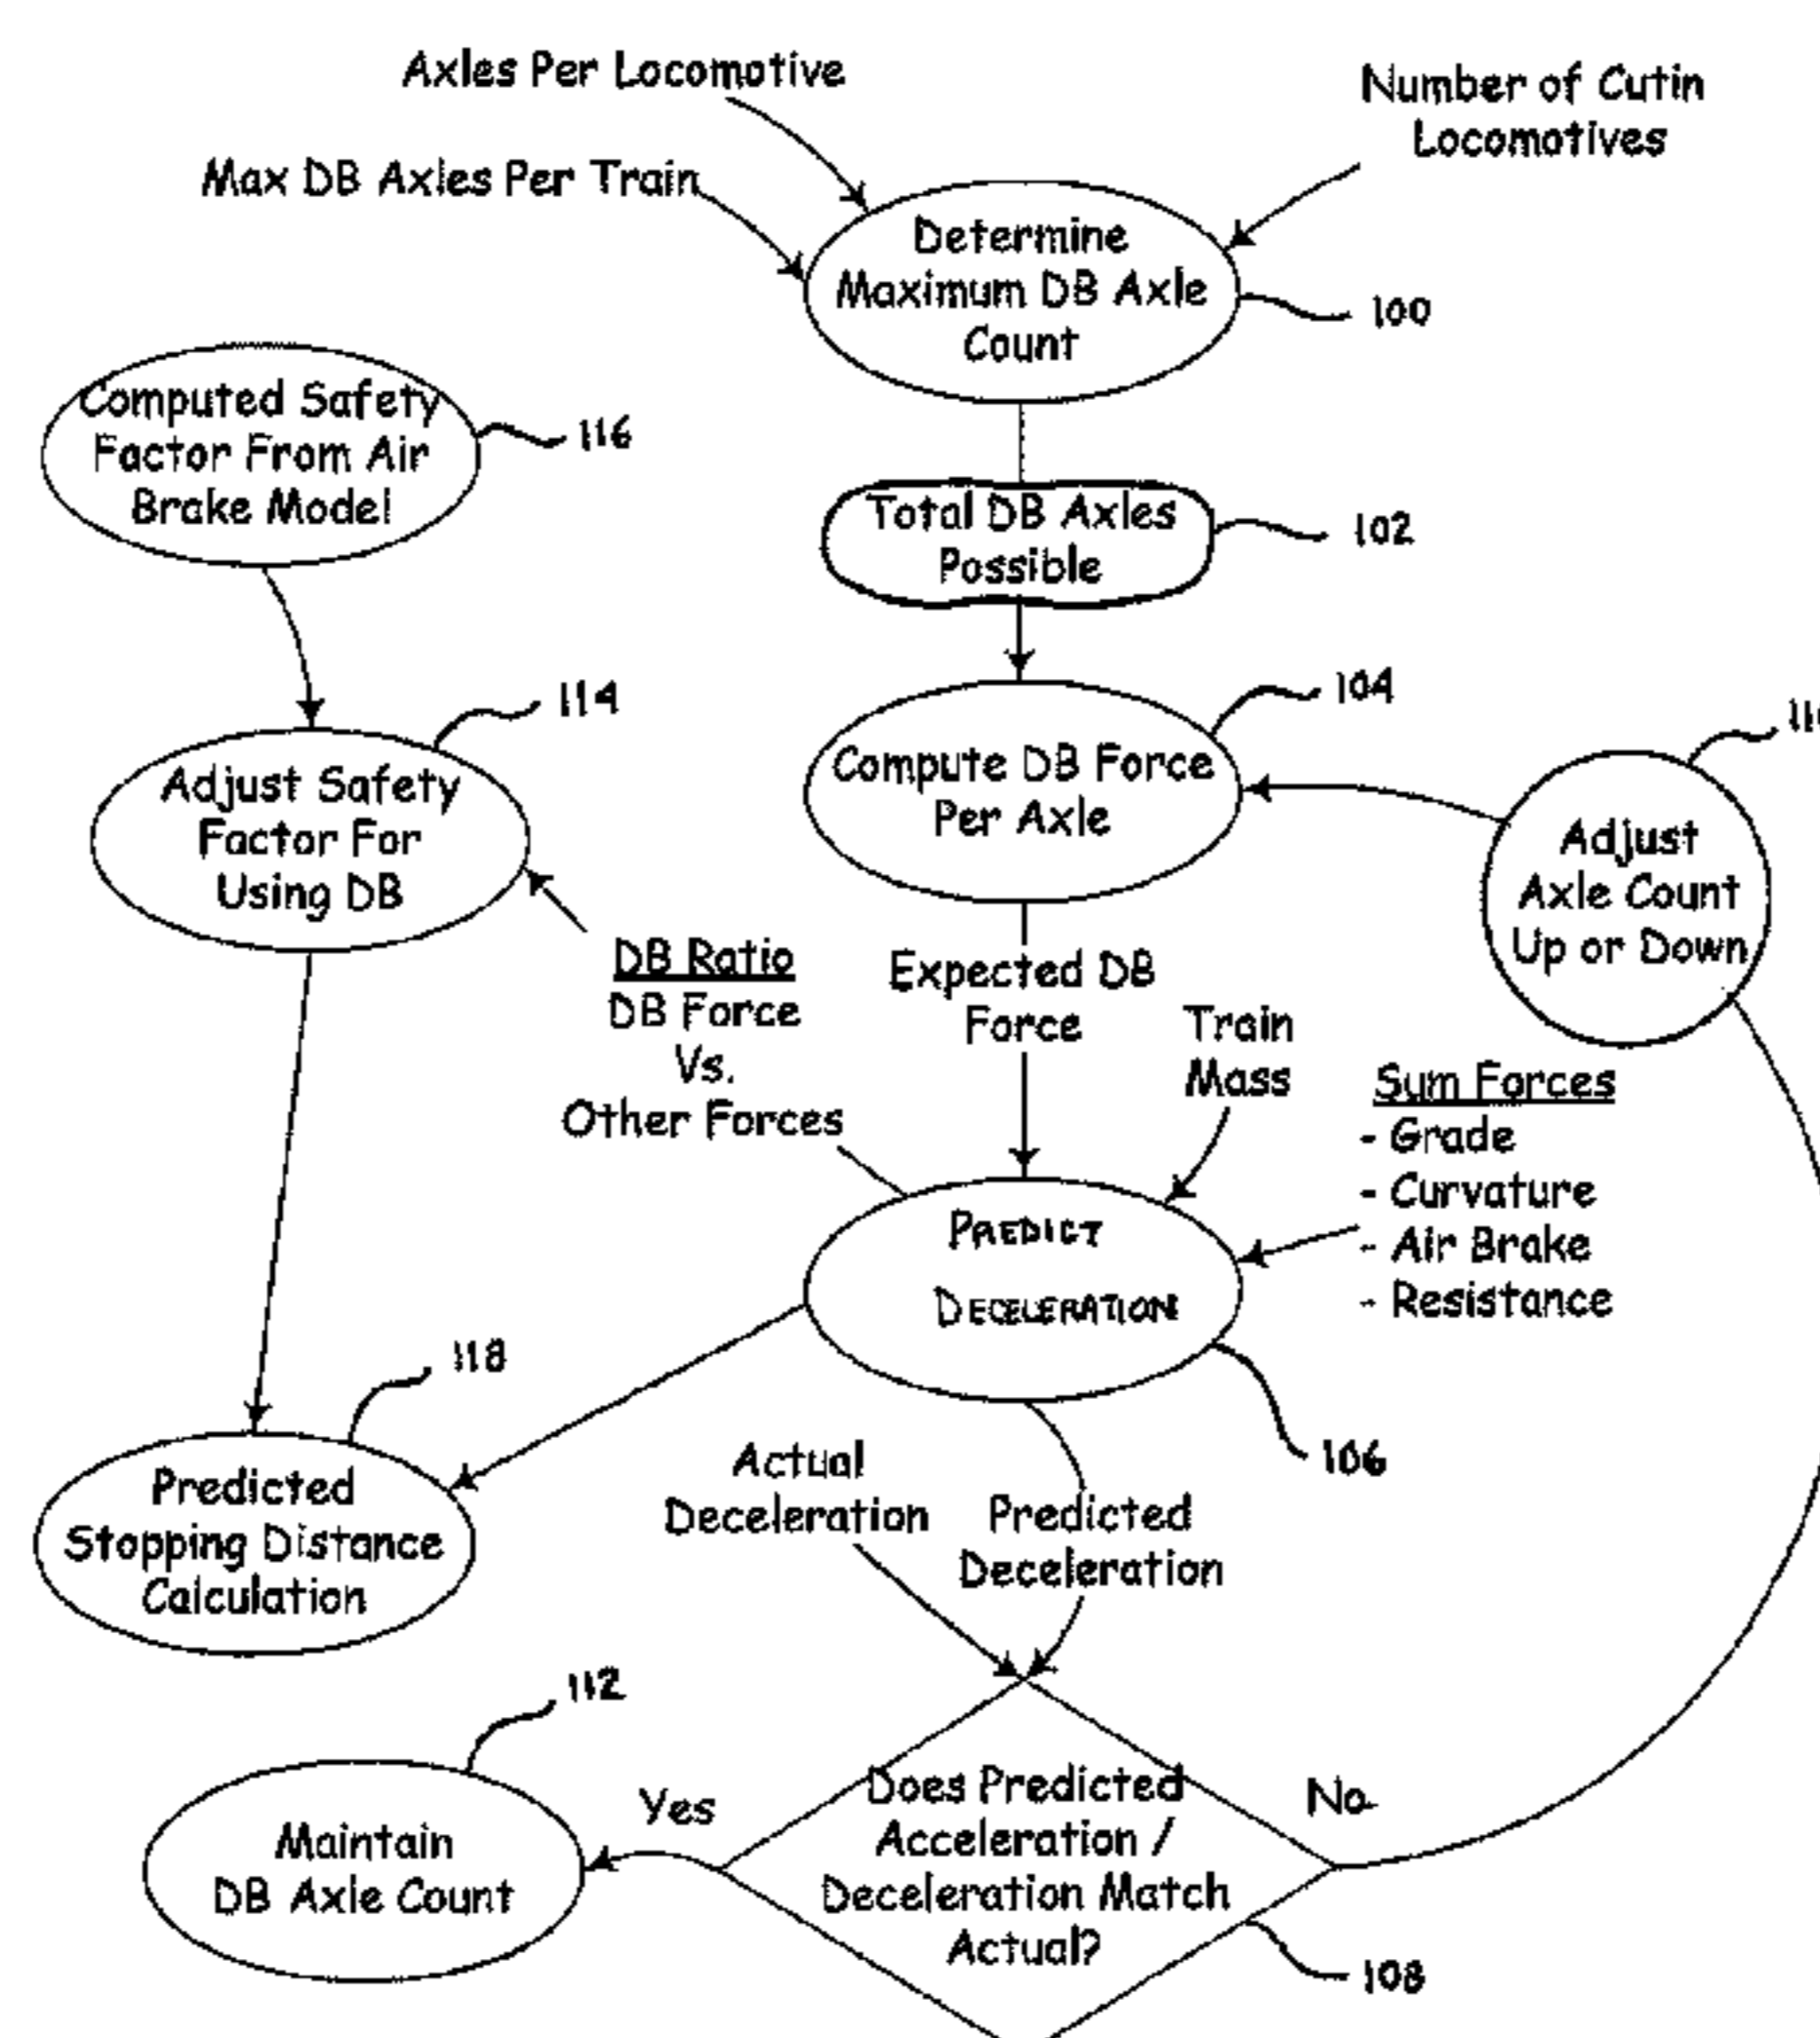 Axles Per Locomotive
Number of Cutin
Locomotives
Max DB Axles Per Train
Determine
Maximum DB Axle
Count
100
Computed Safety
Factor From Air
Brake Model
116
Total DB Axles
Possible
102
114
104
Adjust Safety
Factor For
Using DB
Compute DB Force
Per Axle
Adjust
Axle Count
Up or Down
DB Ratio
DB Force
Vs.
Other Forces
Expected DB
Force
Train
Mass
Sum Forces
- Grade
- Curvature
- Air Brake
- Resistance
PREDICT
DECELERATION
106
118
Predicted
Stopping Distance
Calculation
Actual
Deceleration
Predicted
Deceleration
112
Maintain
DB Axle Count
Yes
Does Predicted
Acceleration /
Deceleration Match
Actual?
No
108